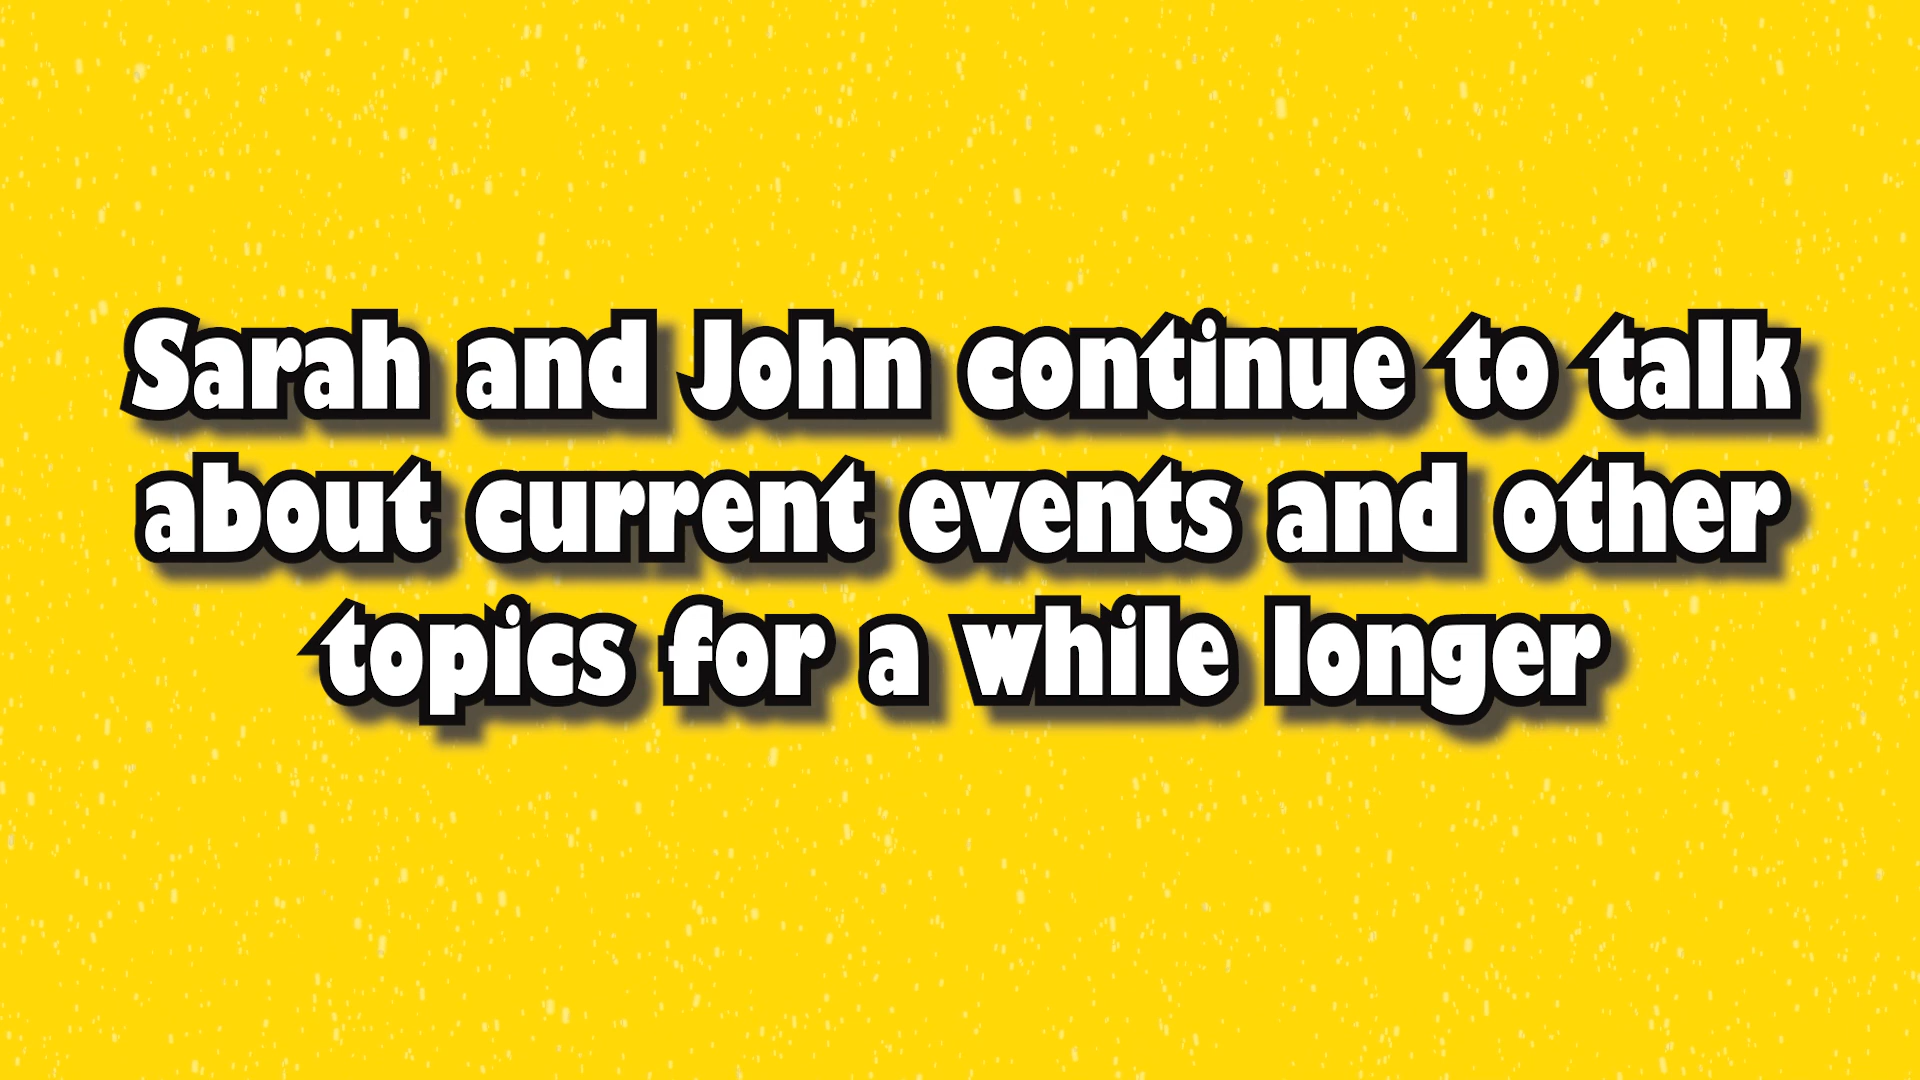 Sarah and John continue to talk
about current events and other
topics for a while longer